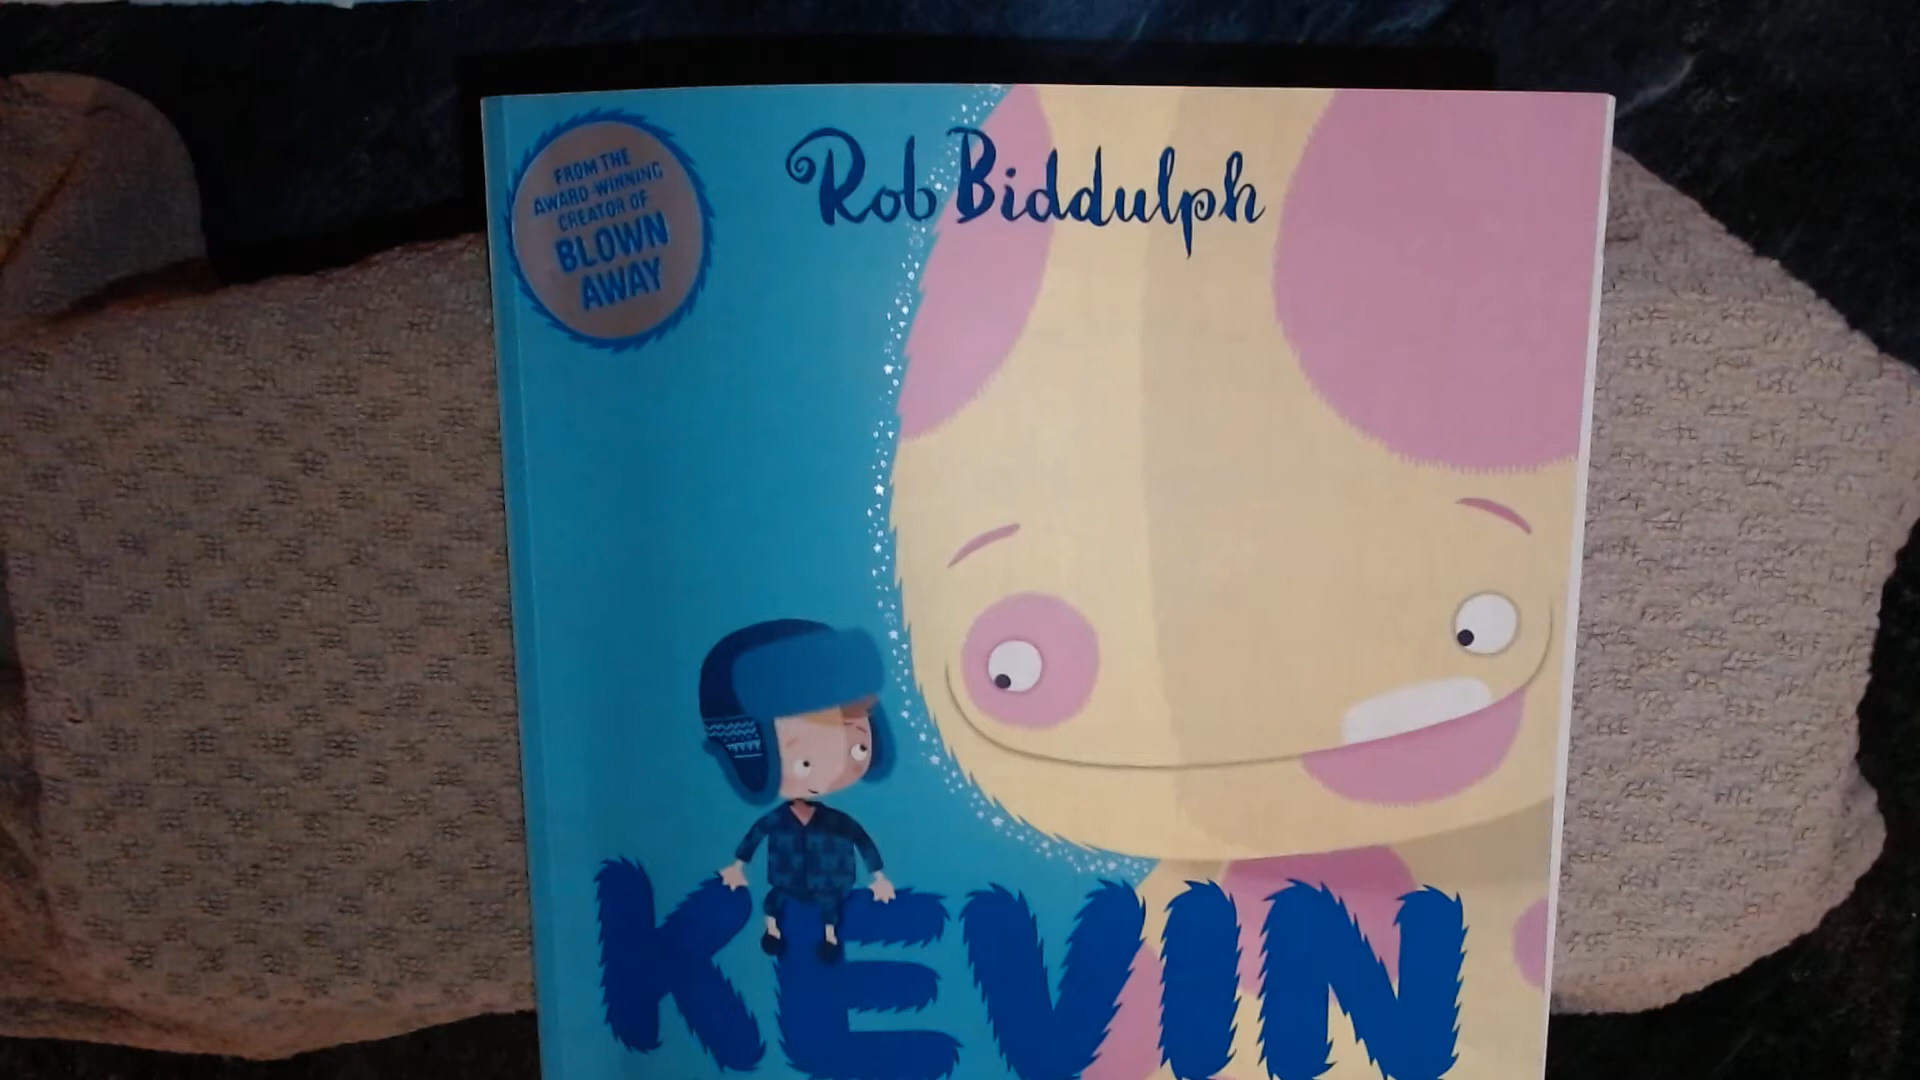 FROM THE
AWARD-WINNING
CREATOR OF
BLOWN
AWAY
Rob Biddulph
KEVIN